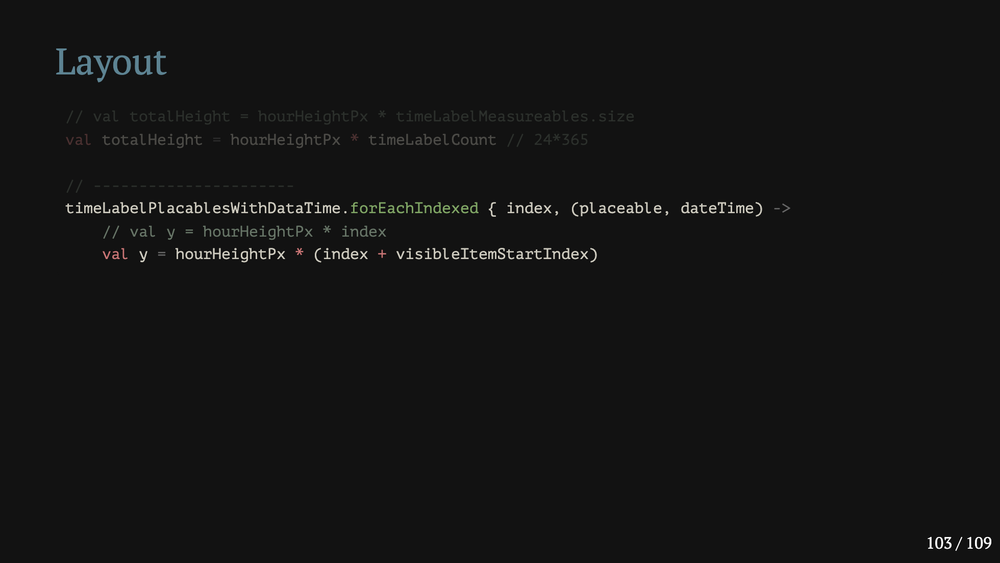 Layout
// val totalHeight = hourHeightPx * timeLabelMeasureables.size
val totalHeight = hourHeightPx * timeLabelCount // 24*365
// ----------------------
timeLabelPlacablesWithDataTime.forEachIndexed { index, (placeable, dateTime) ->
// val y = hourHeightPx * index
val y = hourHeightPx * (index + visibleItemStartIndex)
103 / 109